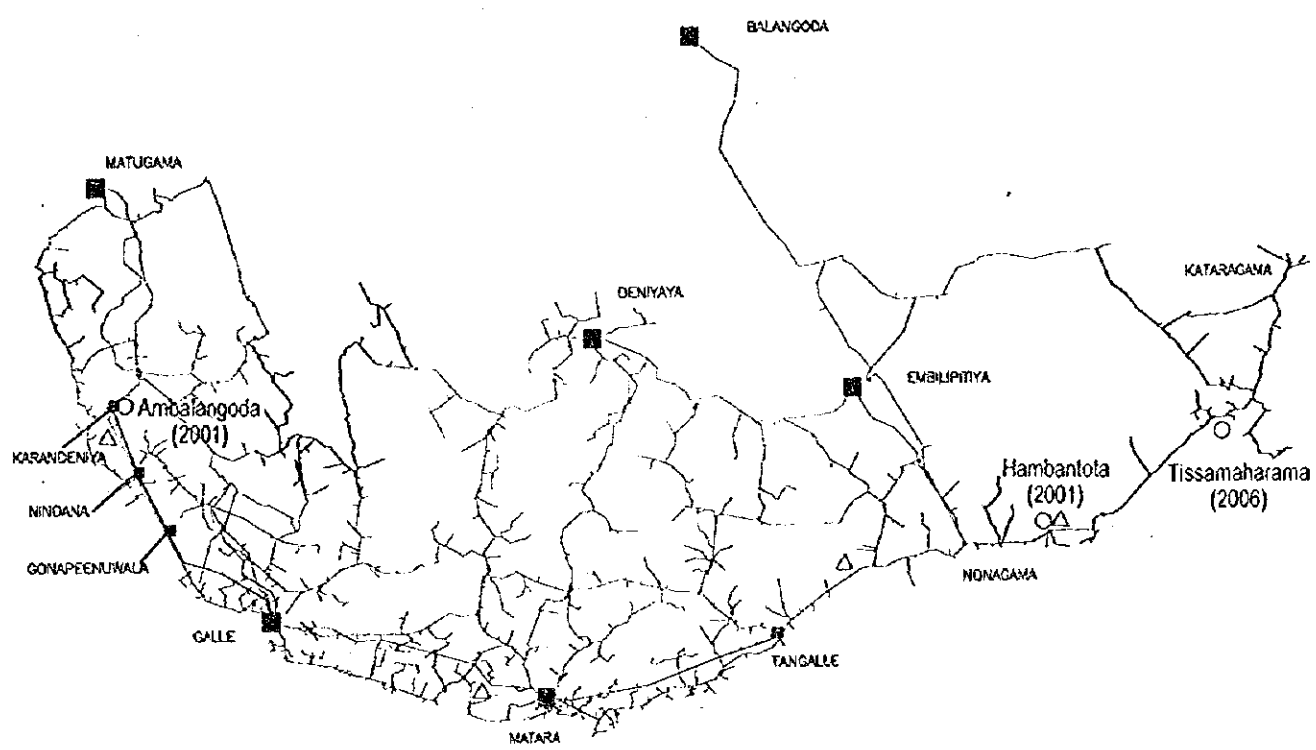 BALANGODA
MATUGAMA
KATARAGAMA
DENIYAYA
EMBILIPITIYA
Ambalangoda
(2001)
KARANDENIYA
Hambantota
(2001)
Tissamaharama
(2006)
NINDANA
GONAPEENUWALA
NONAGAMA
GALLE
TANGALLE
MATARA